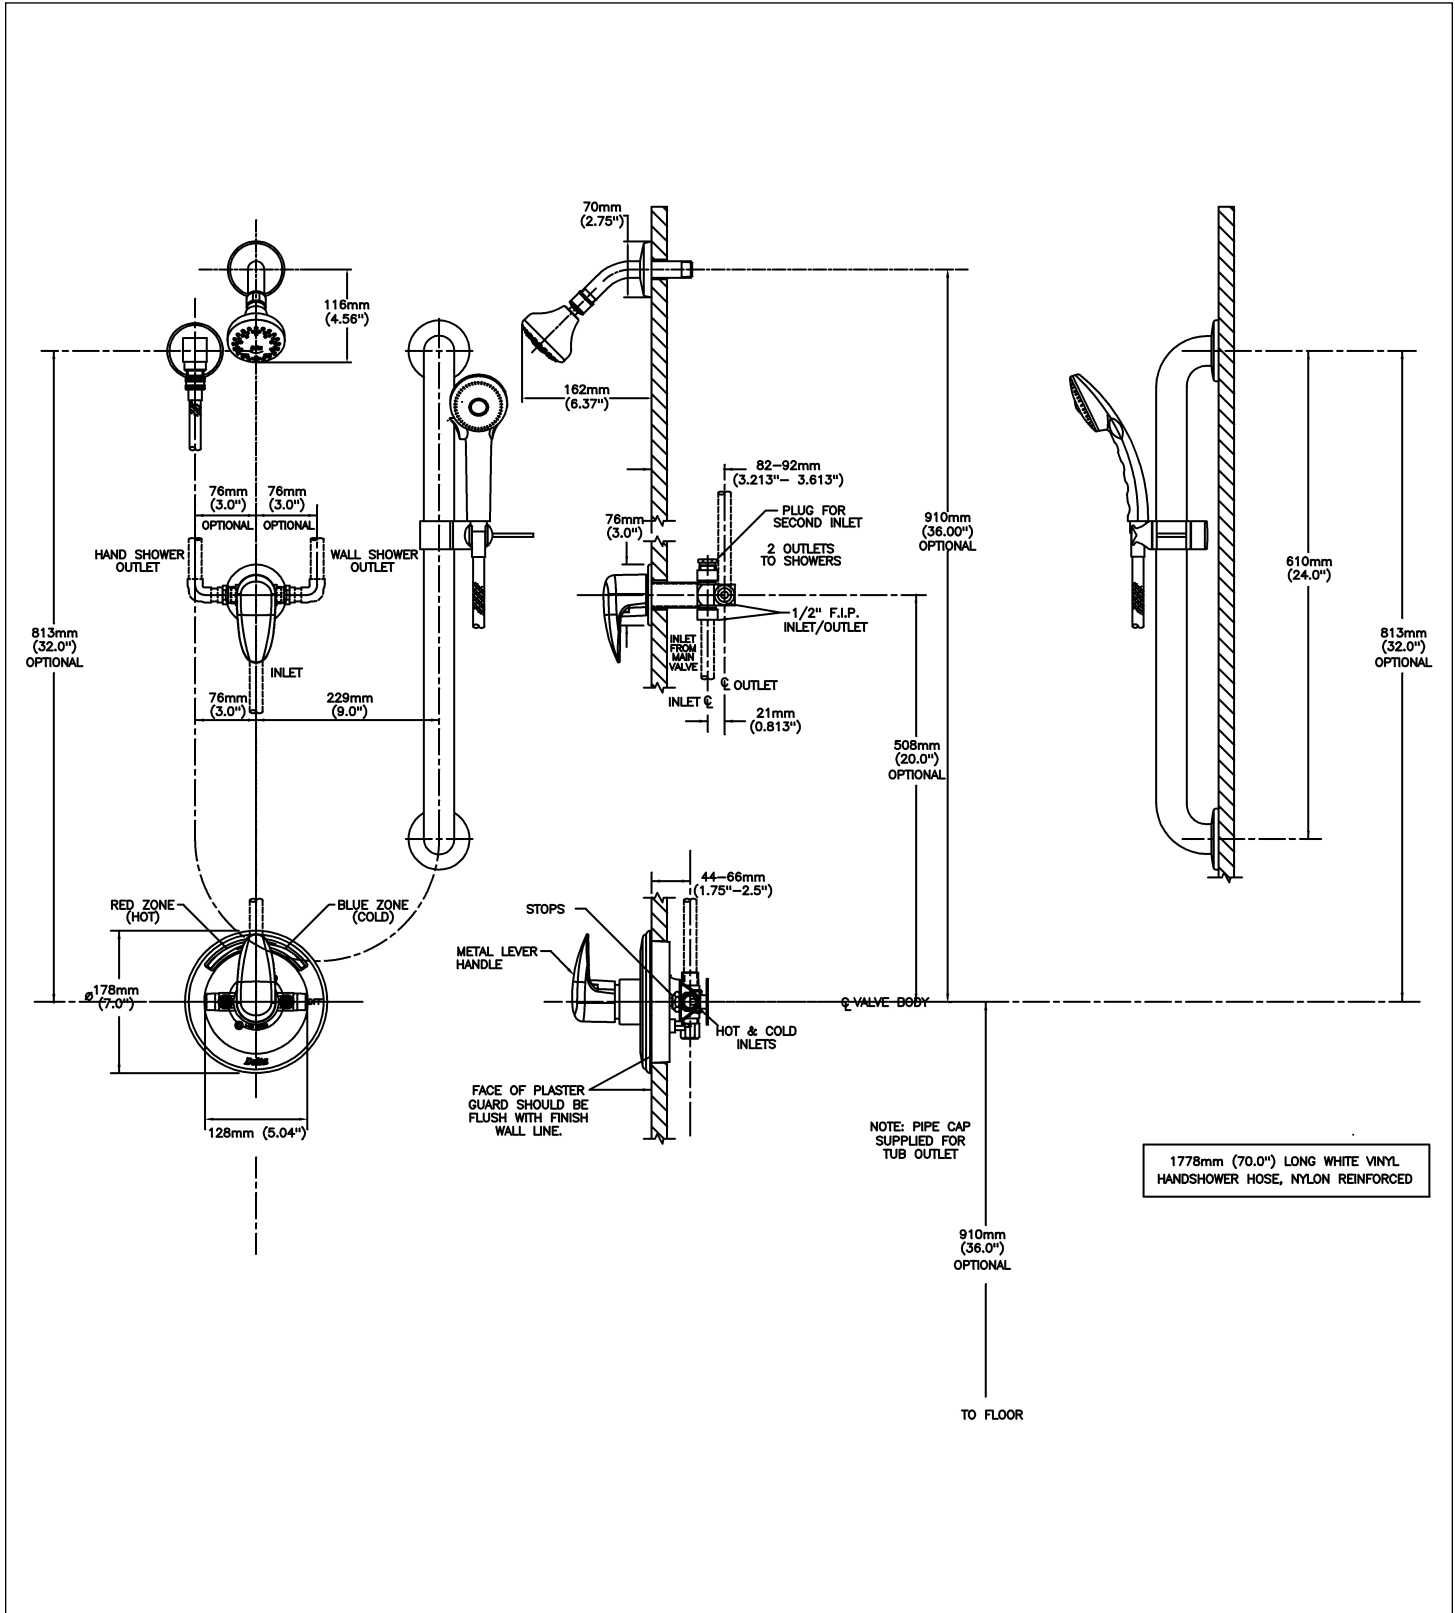 70mm
(2.75")
116mm
(4.56")
162mm
(6.37")
82–92mm
(3.213"– 3.613")
76mm
(3.0")
OPTIONAL
76mm
(3.0")
OPTIONAL
HAND SHOWER
OUTLET
WALL SHOWER
OUTLET
76mm
(3.0")
PLUG FOR
SECOND INLET
2 OUTLETS
TO SHOWERS
910mm
(36.00")
OPTIONAL
610mm
(24.0")
1/2" F.I.P.
INLET/OUTLET
813mm
(32.0")
OPTIONAL
813mm
(32.0")
OPTIONAL
INLET
INLET
FROM
MAIN
VALVE
℄ OUTLET
INLET ℄
76mm
(3.0")
229mm
(9.0")
21mm
(0.813")
508mm
(20.0")
OPTIONAL
44–66mm
(1.75"–2.5")
RED ZONE
(HOT)
BLUE ZONE
(COLD)
STOPS
METAL LEVER
HANDLE
ø178mm
(7.0")
OFF
℄ VALVE BODY
HOT & COLD
INLETS
Delta
FACE OF PLASTER
GUARD SHOULD BE
FLUSH WITH FINISH
WALL LINE.
128mm (5.04")
NOTE: PIPE CAP
SUPPLIED FOR
TUB OUTLET
1778mm (70.0") LONG WHITE VINYL
HANDSHOWER HOSE, NYLON REINFORCED
910mm
(36.0")
OPTIONAL
TO FLOOR